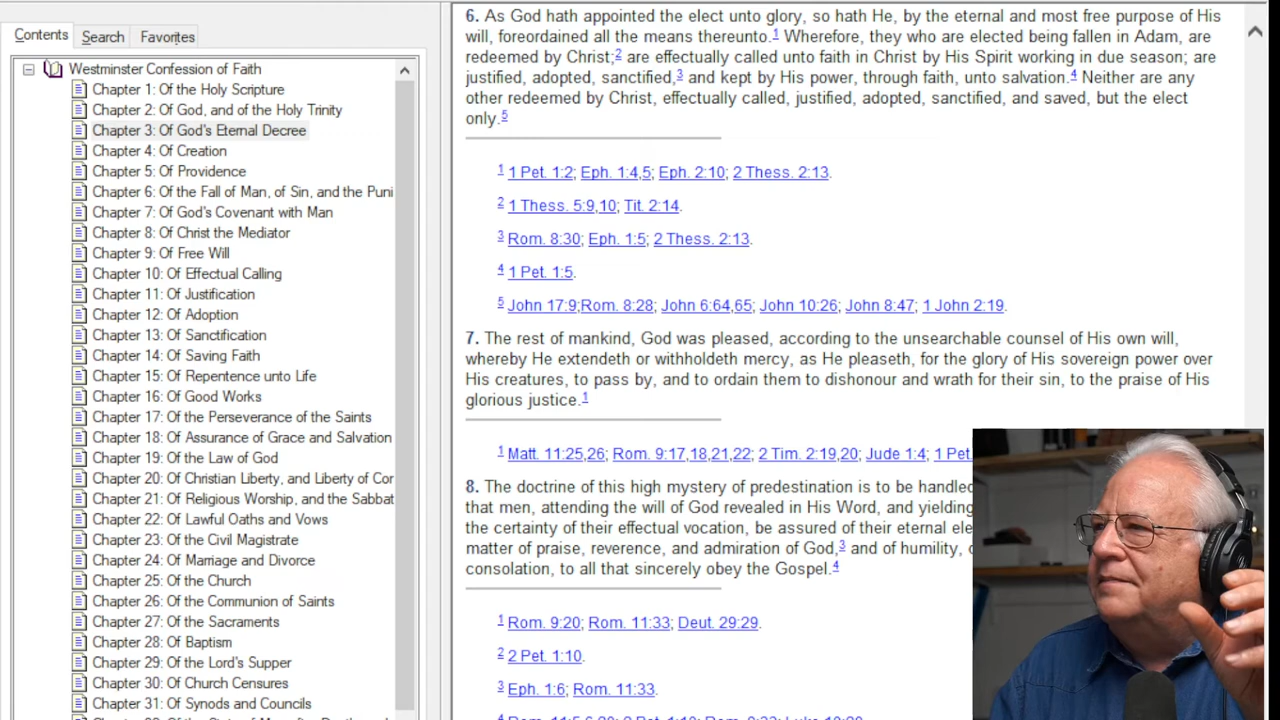 Contents Search Favorites
Westminster Confession of Faith
Chapter 1: Of the Holy Scripture
Chapter 2: Of God, and of the Holy Trinity
Chapter 3: Of God's Eternal Decree
Chapter 4: Of Creation
Chapter 5: Of Providence
Chapter 6: Of the Fall of Man, of Sin, and the Puni
Chapter 7: Of God's Covenant with Man
Chapter 8: Of Christ the Mediator
Chapter 9: Of Free Will
Chapter 10: Of Effectual Calling
Chapter 11: Of Justification
Chapter 12: Of Adoption
Chapter 13: Of Sanctification
Chapter 14: Of Saving Faith
Chapter 15: Of Repentence unto Life
Chapter 16: Of Good Works
Chapter 17: Of the Perseverance of the Saints
Chapter 18: Of Assurance of Grace and Salvation
Chapter 19: Of the Law of God
Chapter 20: Of Christian Liberty, and Liberty of Cor
Chapter 21: Of Religious Worship, and the Sabbat
Chapter 22: Of Lawful Oaths and Vows
Chapter 23: Of the Civil Magistrate
Chapter 24: Of Marriage and Divorce
Chapter 25: Of the Church
Chapter 26: Of the Communion of Saints
Chapter 27: Of the Sacraments
Chapter 28: Of Baptism
Chapter 29: Of the Lord's Supper
Chapter 30: Of Church Censures
Chapter 31: Of Synods and Councils
6. As God hath appointed the elect unto glory, so hath He, by the eternal and most free purpose of His
will, foreordained all the means thereunto.1 Wherefore, they who are elected being fallen in Adam, are
redeemed by Christ;2 are effectually called unto faith in Christ by His Spirit working in due season; are
justified, adopted, sanctified,3 and kept by His power, through faith, unto salvation.4 Neither are any
other redeemed by Christ, effectually called, justified, adopted, sanctified, and saved, but the elect
only.5
1 1 Pet. 1:2; Eph. 1:4,5; Eph. 2:10; 2 Thess. 2:13.
2 1 Thess. 5:9,10; Tit. 2:14.
3 Rom. 8:30; Eph. 1:5; 2 Thess. 2:13.
4 1 Pet. 1:5.
5 John 17:9;Rom. 8:28; John 6:64,65; John 10:26; John 8:47; 1 John 2:19.
7. The rest of mankind, God was pleased, according to the unsearchable counsel of His own will,
whereby He extendeth or withholdeth mercy, as He pleaseth, for the glory of His sovereign power over
His creatures, to pass by, and to ordain them to dishonour and wrath for their sin, to the praise of His
glorious justice.1
1 Matt. 11:25,26; Rom. 9:17,18,21,22; 2 Tim. 2:19,20; Jude 1:4; 1 Pet.
8. The doctrine of this high mystery of predestination is to be handled
that men, attending the will of God revealed in His Word, and yielding
the certainty of their effectual vocation, be assured of their eternal ele
matter of praise, reverence, and admiration of God,3 and of humility,
consolation, to all that sincerely obey the Gospel.4
1 Rom. 9:20; Rom. 11:33; Deut. 29:29.
2 2 Pet. 1:10.
3 Eph. 1:6; Rom. 11:33.